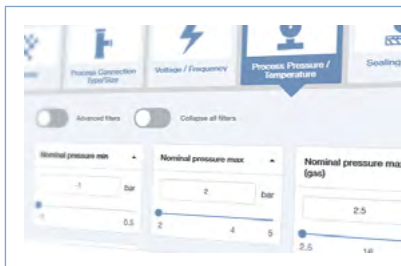 Process Connection
Type/Size
Voltage / Frequency
Process Pressure /
Temperature
Sealing
Advanced filters
Collapse all filters
Nominal pressure min
-1
bar
-1
0.5
Nominal pressure max
2
bar
2
4
5
Nominal pressure max
(gas)
2.5
2.5
16